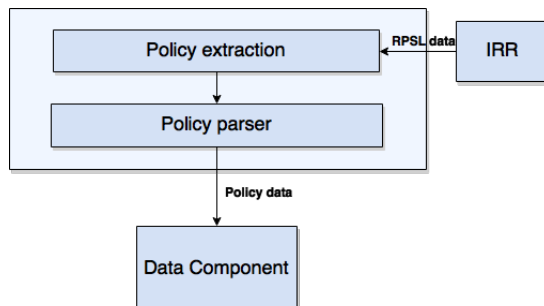 Policy extraction
RPSL data
IRR
Policy parser
Policy data
Data Component